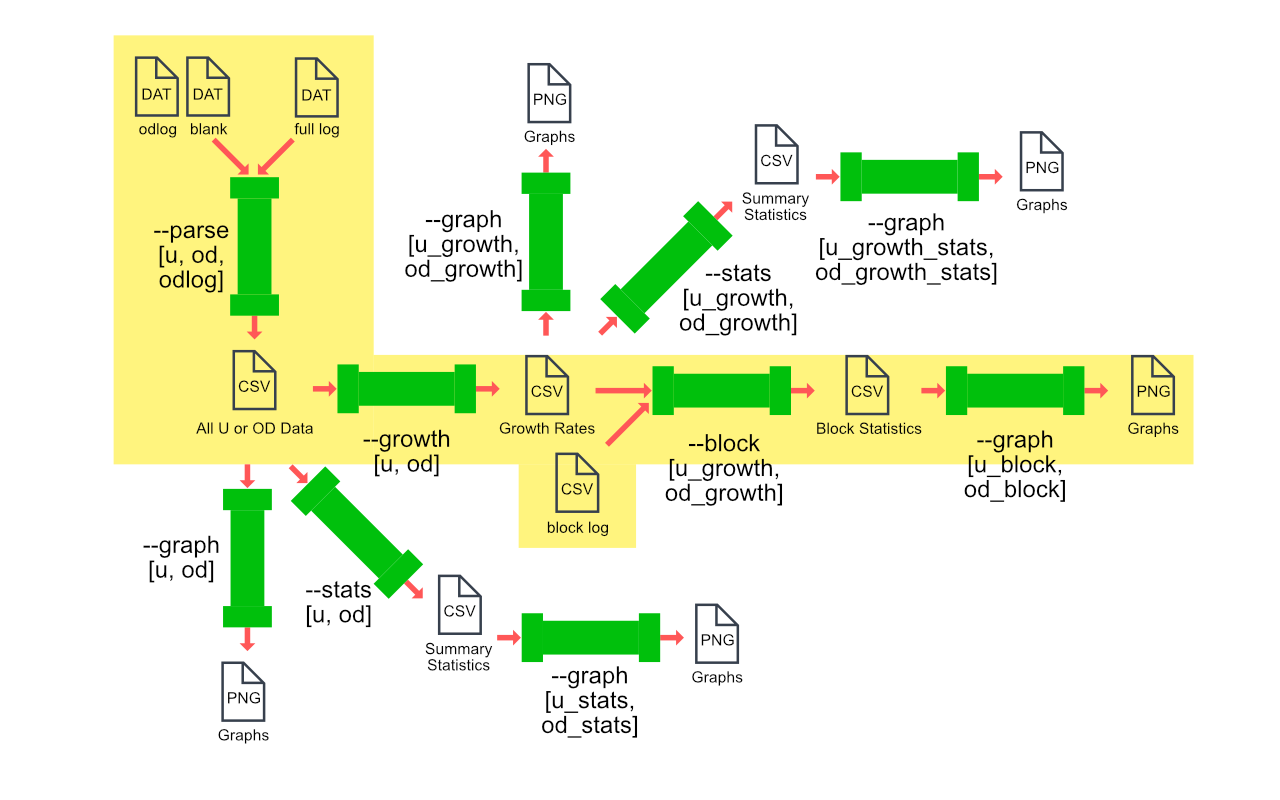 DAT
DAT
DAT
odlog
blank
full log
--parse
[u, od,
odlog]
CSV
All U or OD Data
--growth
[u, od]
CSV
Growth Rates
PNG
Graphs
--graph
[u_growth,
od_growth]
--stats
[u_growth,
od_growth]
CSV
Summary
Statistics
--graph
[u_growth_stats,
od_growth_stats]
PNG
Graphs
CSV
block log
--block
[u_growth,
od_growth]
CSV
Block Statistics
--graph
[u_block,
od_block]
PNG
Graphs
--graph
[u, od]
PNG
Graphs
--stats
[u, od]
CSV
Summary
Statistics
--graph
[u_stats,
od_stats]
PNG
Graphs